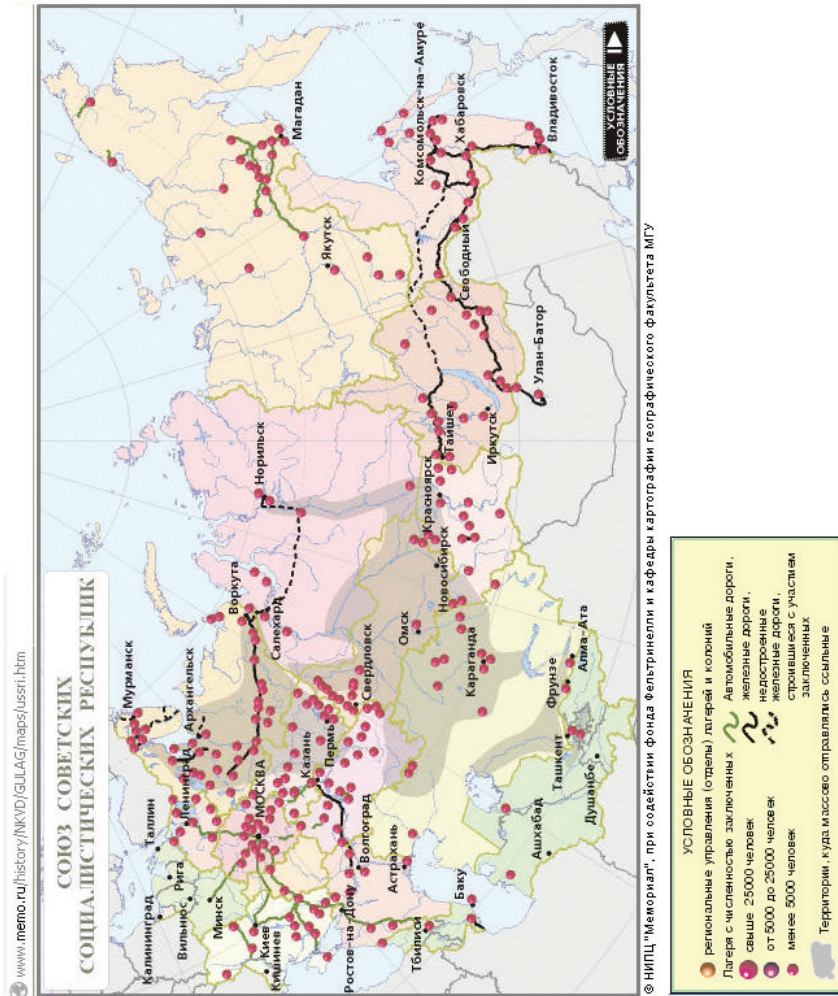 www.memo.ru/history/NKVD/GULAG/maps/ussri.htm
СОЮЗ СОВЕТСКИХ
СОЦИАЛИСТИЧЕСКИХ РЕСПУБЛИК
Мурманск
Архангельск
Воркута
Салехард
Норильск
Якутск
Магадан
Таллин
Ленинград
Рига
Калининград
Вильнюс
Минск
МОСКВА
Казань
Пермь
Свердловск
Киев
Кишинев
Ростов-на-Дону
Волгоград
Астрахань
Тбилиси
Баку
Омск
Новосибирск
Красноярск
Караганда
Тайшет
Иркутск
Улан-Батор
Свободный
Комсомольск-на-Амуре
Хабаровск
Владивосток
Ашхабад
Душанбе
Ташкент
Фрунзе
Алма-Ата
УСЛОВНЫЕ
ОБОЗНАЧЕНИЯ
© НИПЦ "Мемориал", при содействии фонда Фельтринелли и кафедры картографии географического факультета МГУ
УСЛОВНЫЕ ОБОЗНАЧЕНИЯ
региональные управления (отделы) лагерей и колоний
Лагеря с численностью заключенных
свыше 25000 человек
от 5000 до 25000 человек
менее 5000 человек
Автомобильные дороги,
железные дороги,
недостроенные
железные дороги,
строившиеся с участием
заключенных
Территории, куда массово отправлялись ссыльные